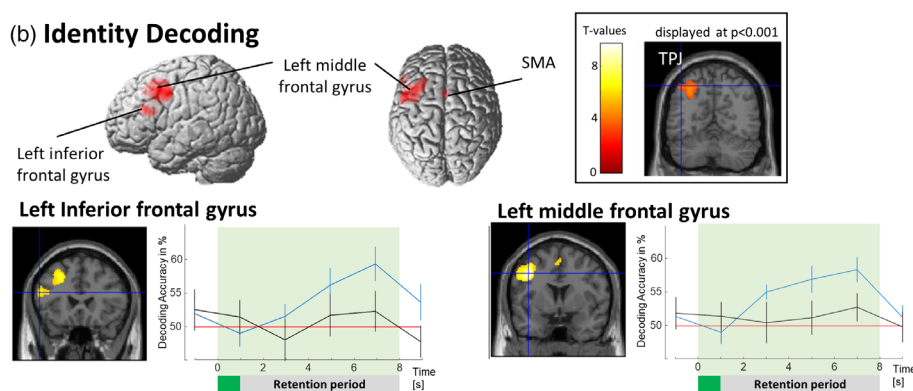 (b) Identity Decoding
Left middle
frontal gyrus
SMA
Left inferior
frontal gyrus
T-values
8
4
0
displayed at p<0.001
TPJ
Left Inferior frontal gyrus
Decoding Accuracy in %
60
55
50
0
2
4
6
8
Time
[s]
Retention period
Left middle frontal gyrus
Decoding Accuracy in %
60
55
50
0
2
4
6
8
Time
[s]
Retention period